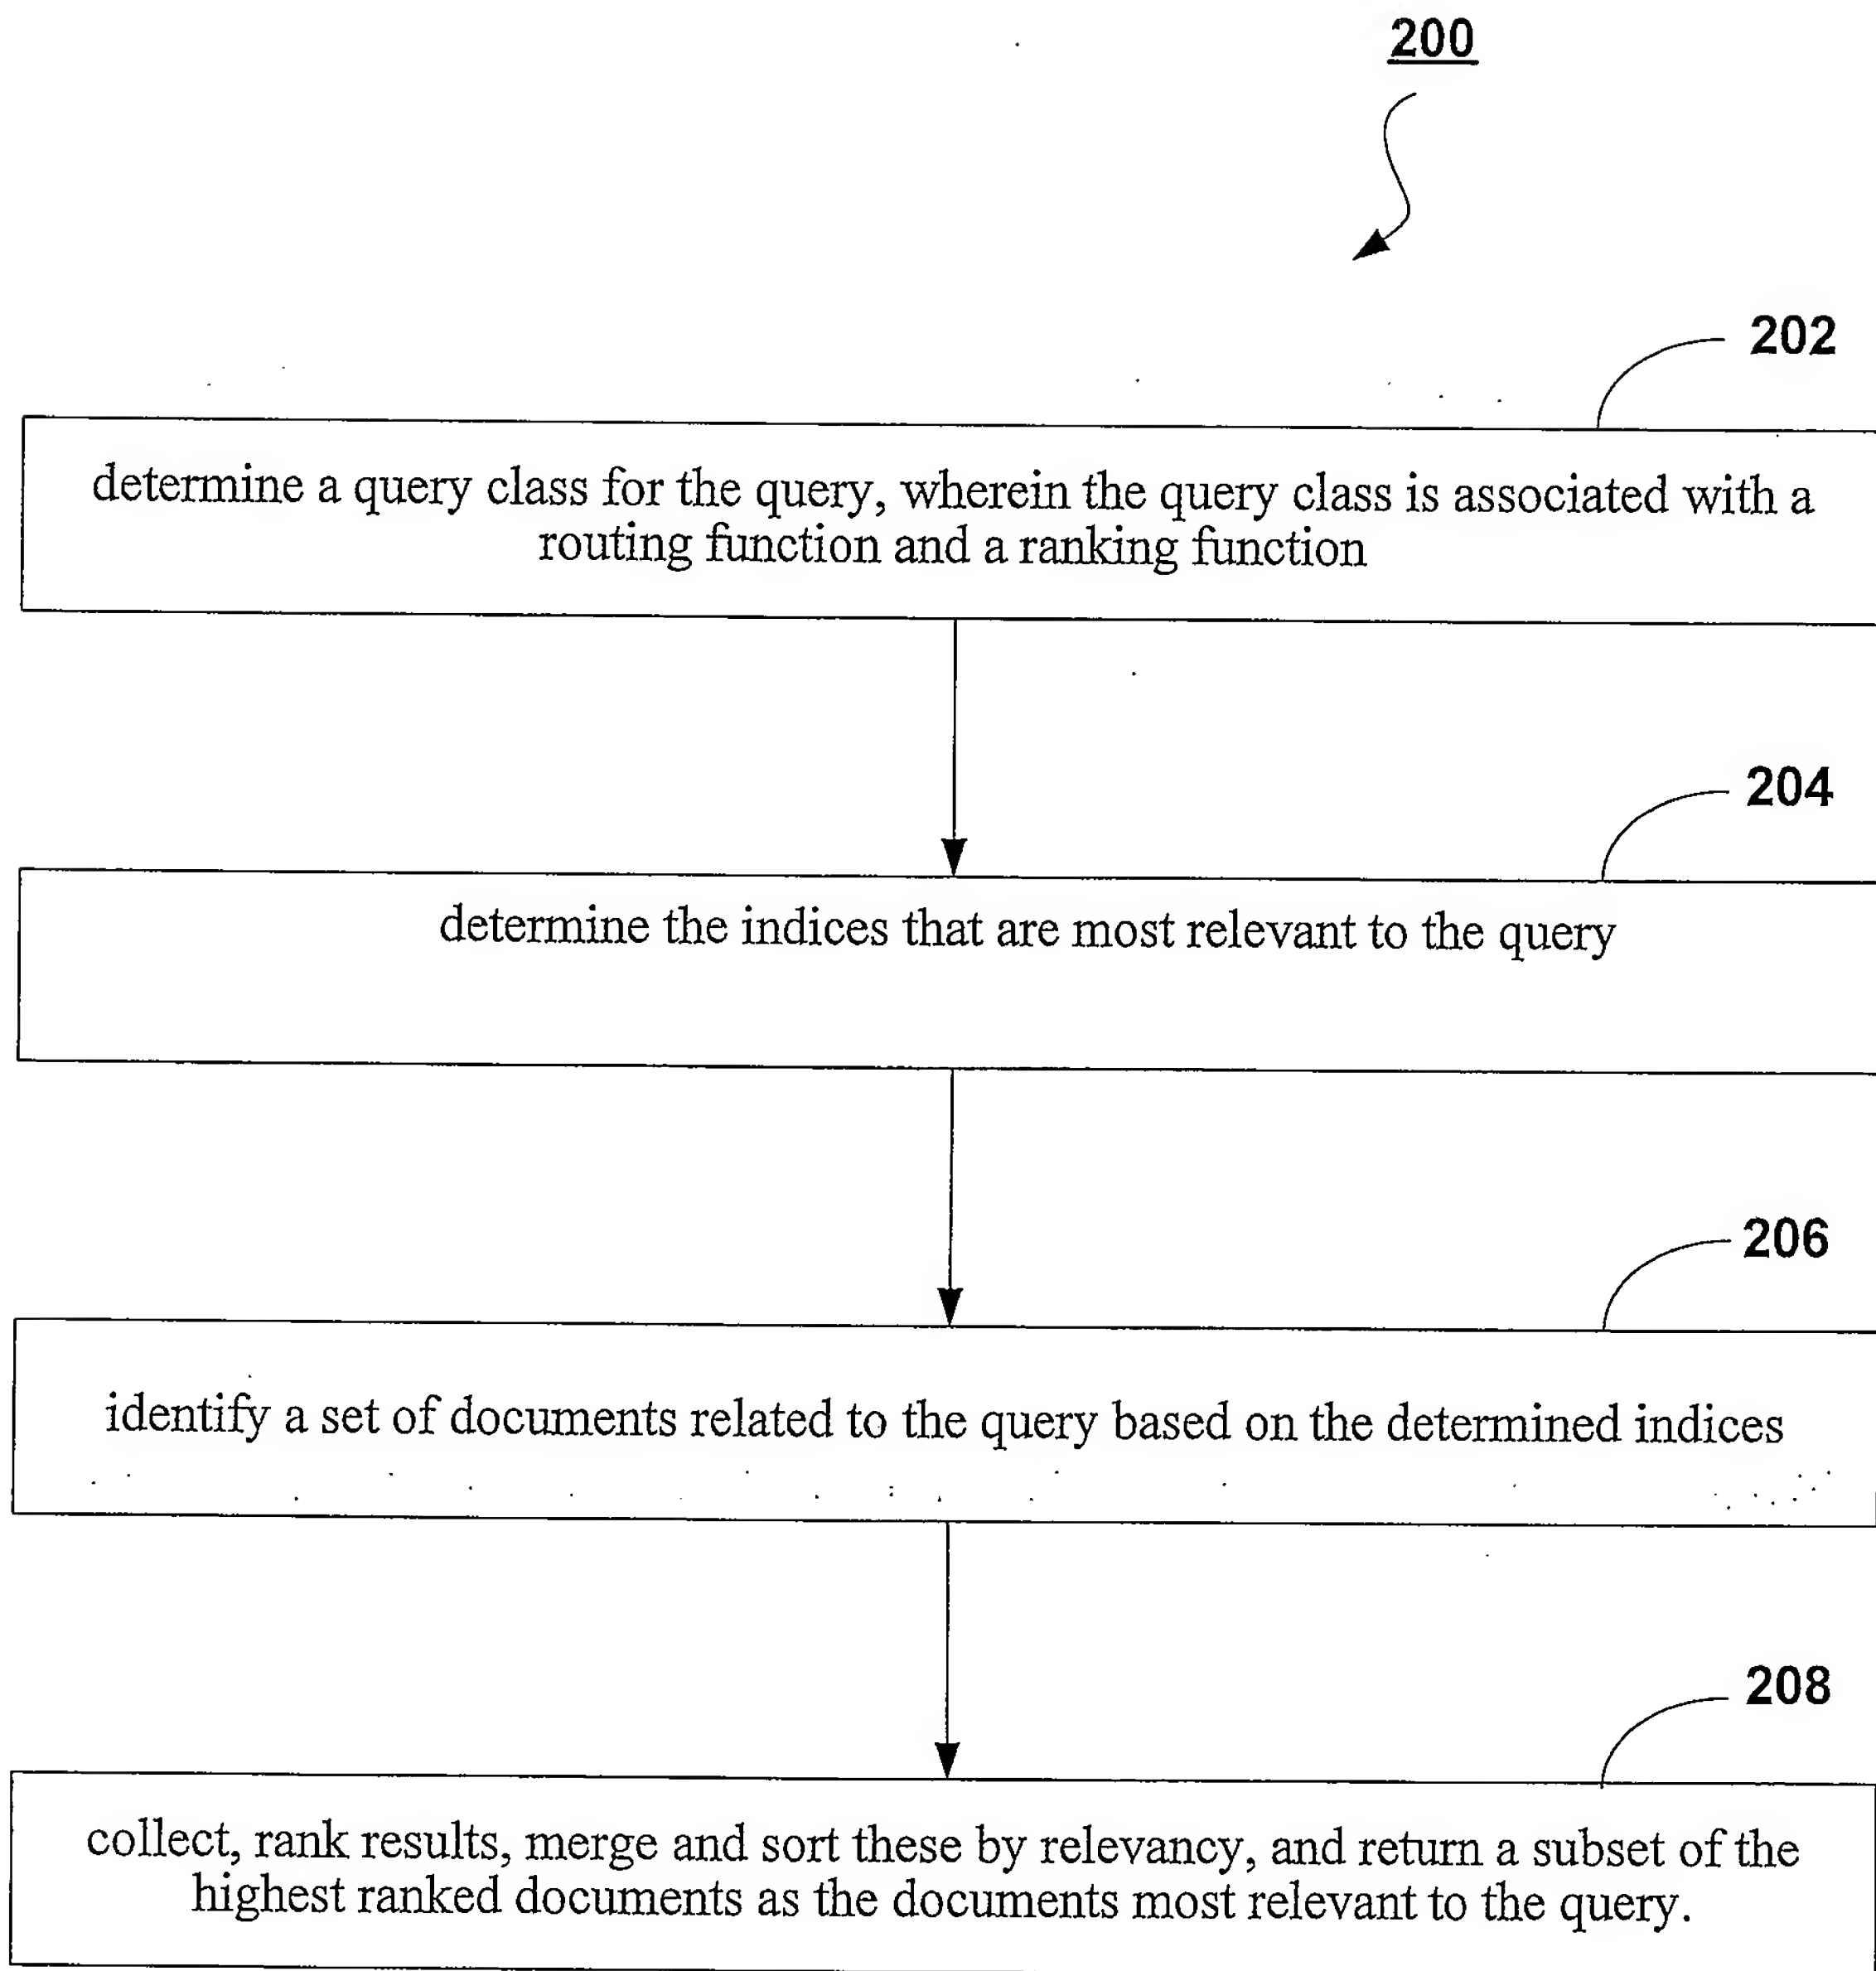 200
202
determine a query class for the query, wherein the query class is associated with a
routing function and a ranking function
204
determine the indices that are most relevant to the query
206
identify a set of documents related to the query based on the determined indices
208
collect, rank results, merge and sort these by relevancy, and return a subset of the
highest ranked documents as the documents most relevant to the query.